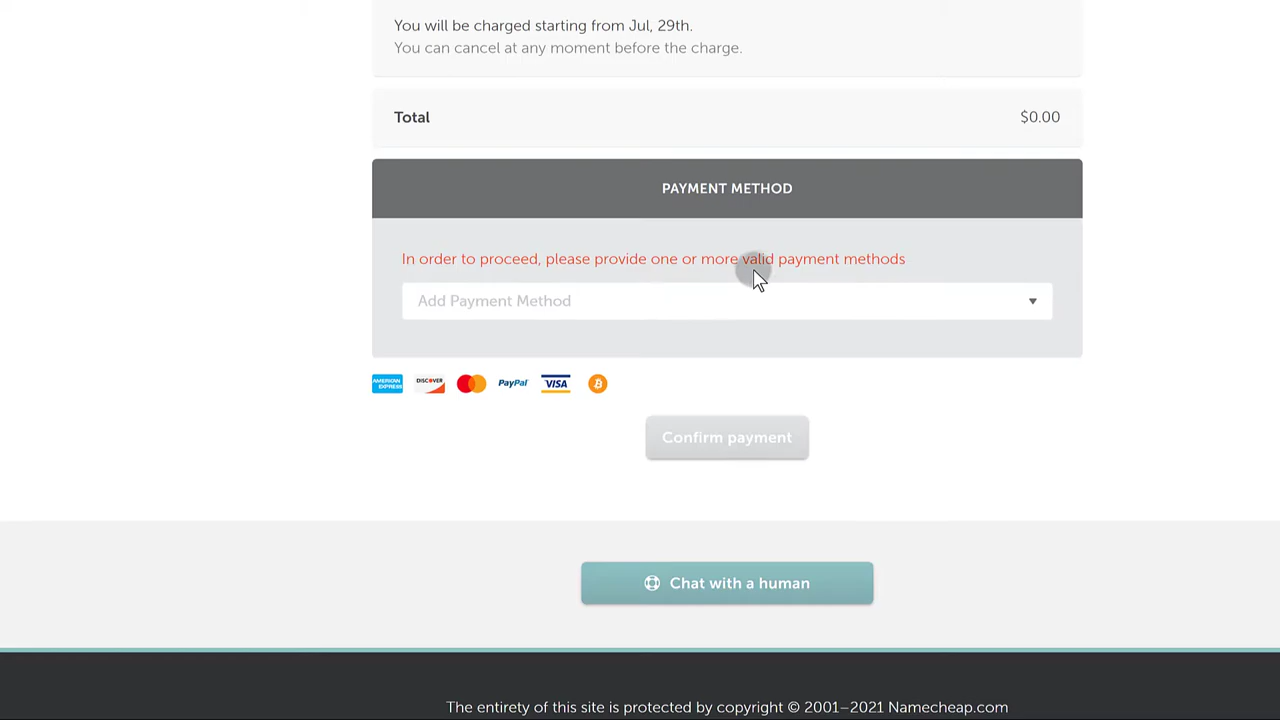 You will be charged starting from Jul, 29th.
You can cancel at any moment before the charge.
Total $0.00
PAYMENT METHOD
In order to proceed, please provide one or more valid payment methods
Add Payment Method
AMERICAN EXPRESS DISCOVER PayPal VISA
Confirm payment
Chat with a human
The entirety of this site is protected by copyright © 2001–2021 Namecheap.com